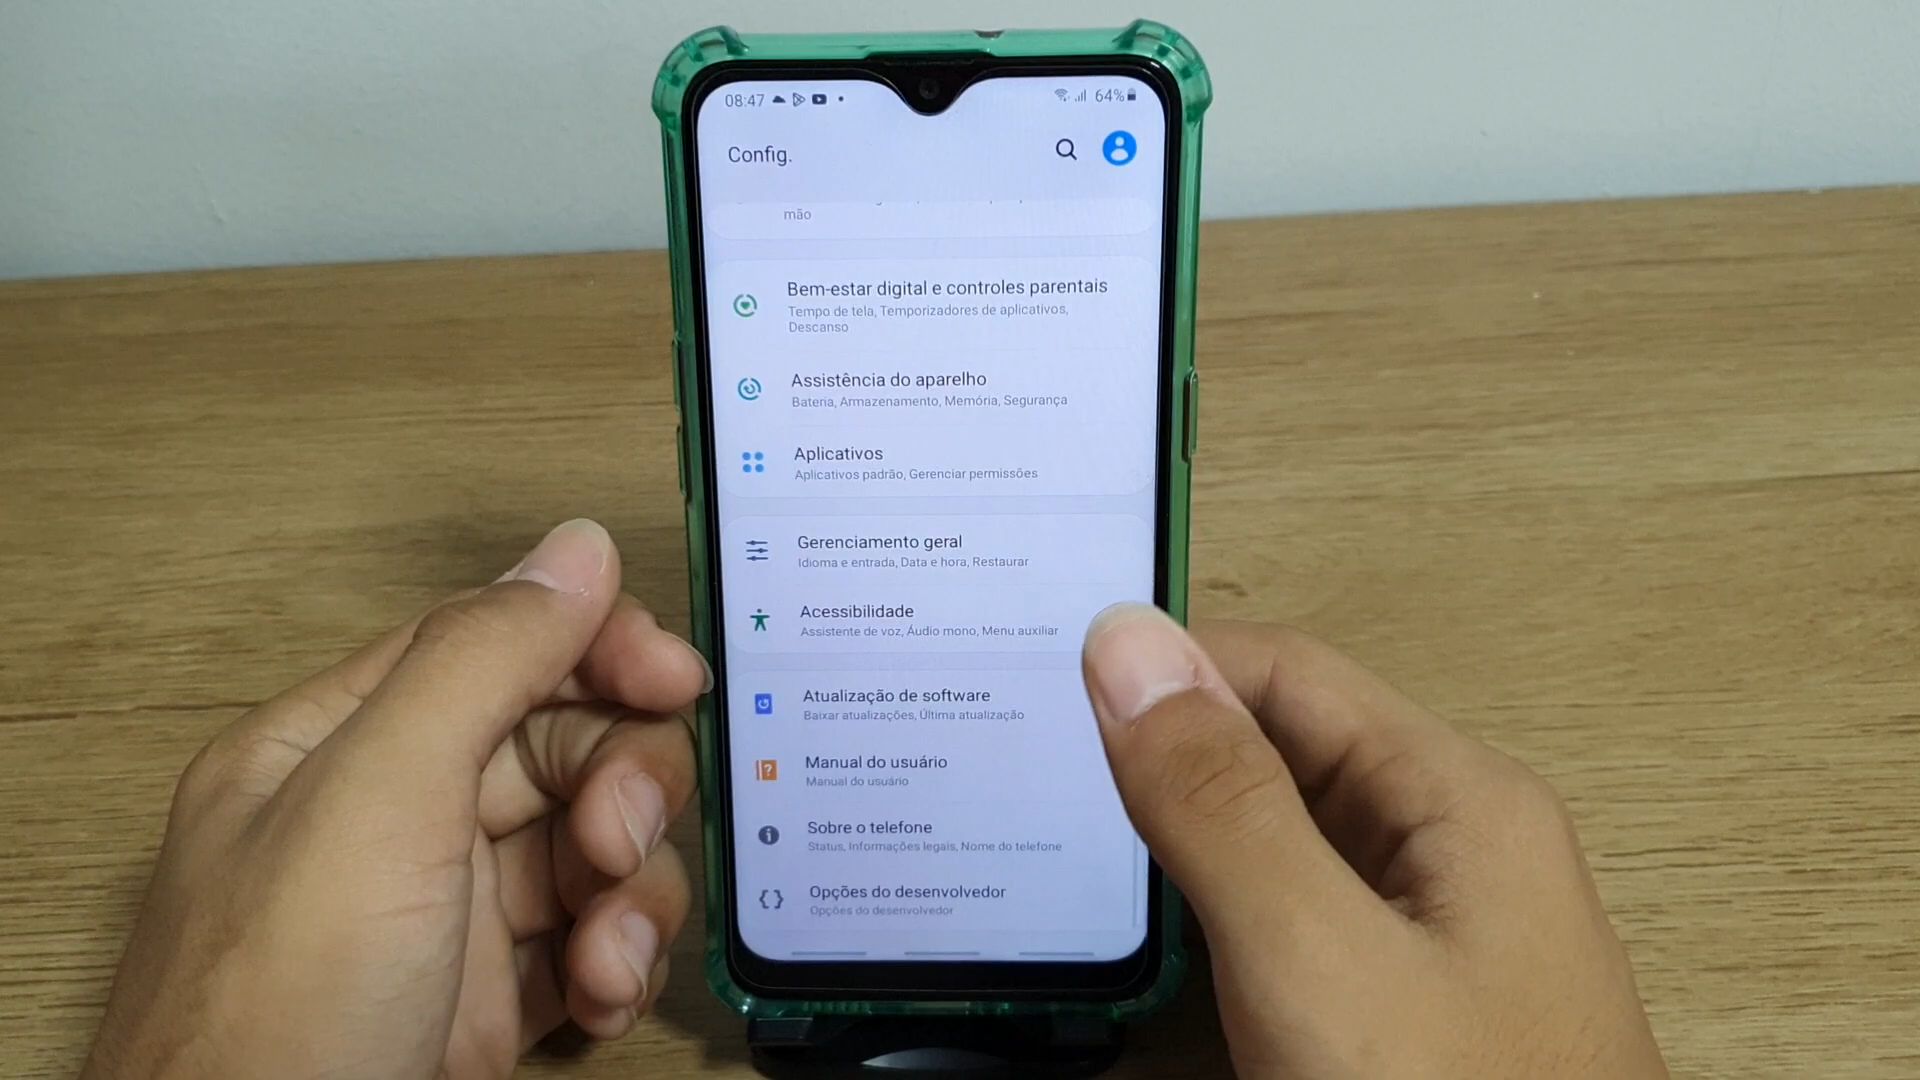 08:47
64%
Config.
mão
Bem-estar digital e controles parentais
Tempo de tela, Temporizadores de aplicativos,
Descanso
Assistência do aparelho
Bateria, Armazenamento, Memória, Segurança
Aplicativos
Aplicativos padrão, Gerenciar permissões
Gerenciamento geral
Idioma e entrada, Data e hora, Restaurar
Acessibilidade
Assistente de voz, Áudio mono, Menu auxiliar
Atualização de software
Baixar atualizações, Última atualização
Manual do usuário
Manual do usuário
Sobre o telefone
Status, Informações legais, Nome do telefone
Opções do desenvolvedor
Opções do desenvolvedor